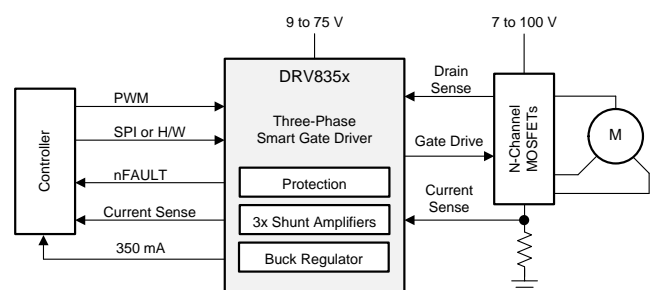 9 to 75 V
7 to 100 V
DRV835x
Three-Phase
Smart Gate Driver
Protection
3x Shunt Amplifiers
Buck Regulator
Controller
PWM
SPI or H/W
nFAULT
Current Sense
350 mA
Drain
Sense
Gate Drive
Current
Sense
N-Channel
MOSFETs
M